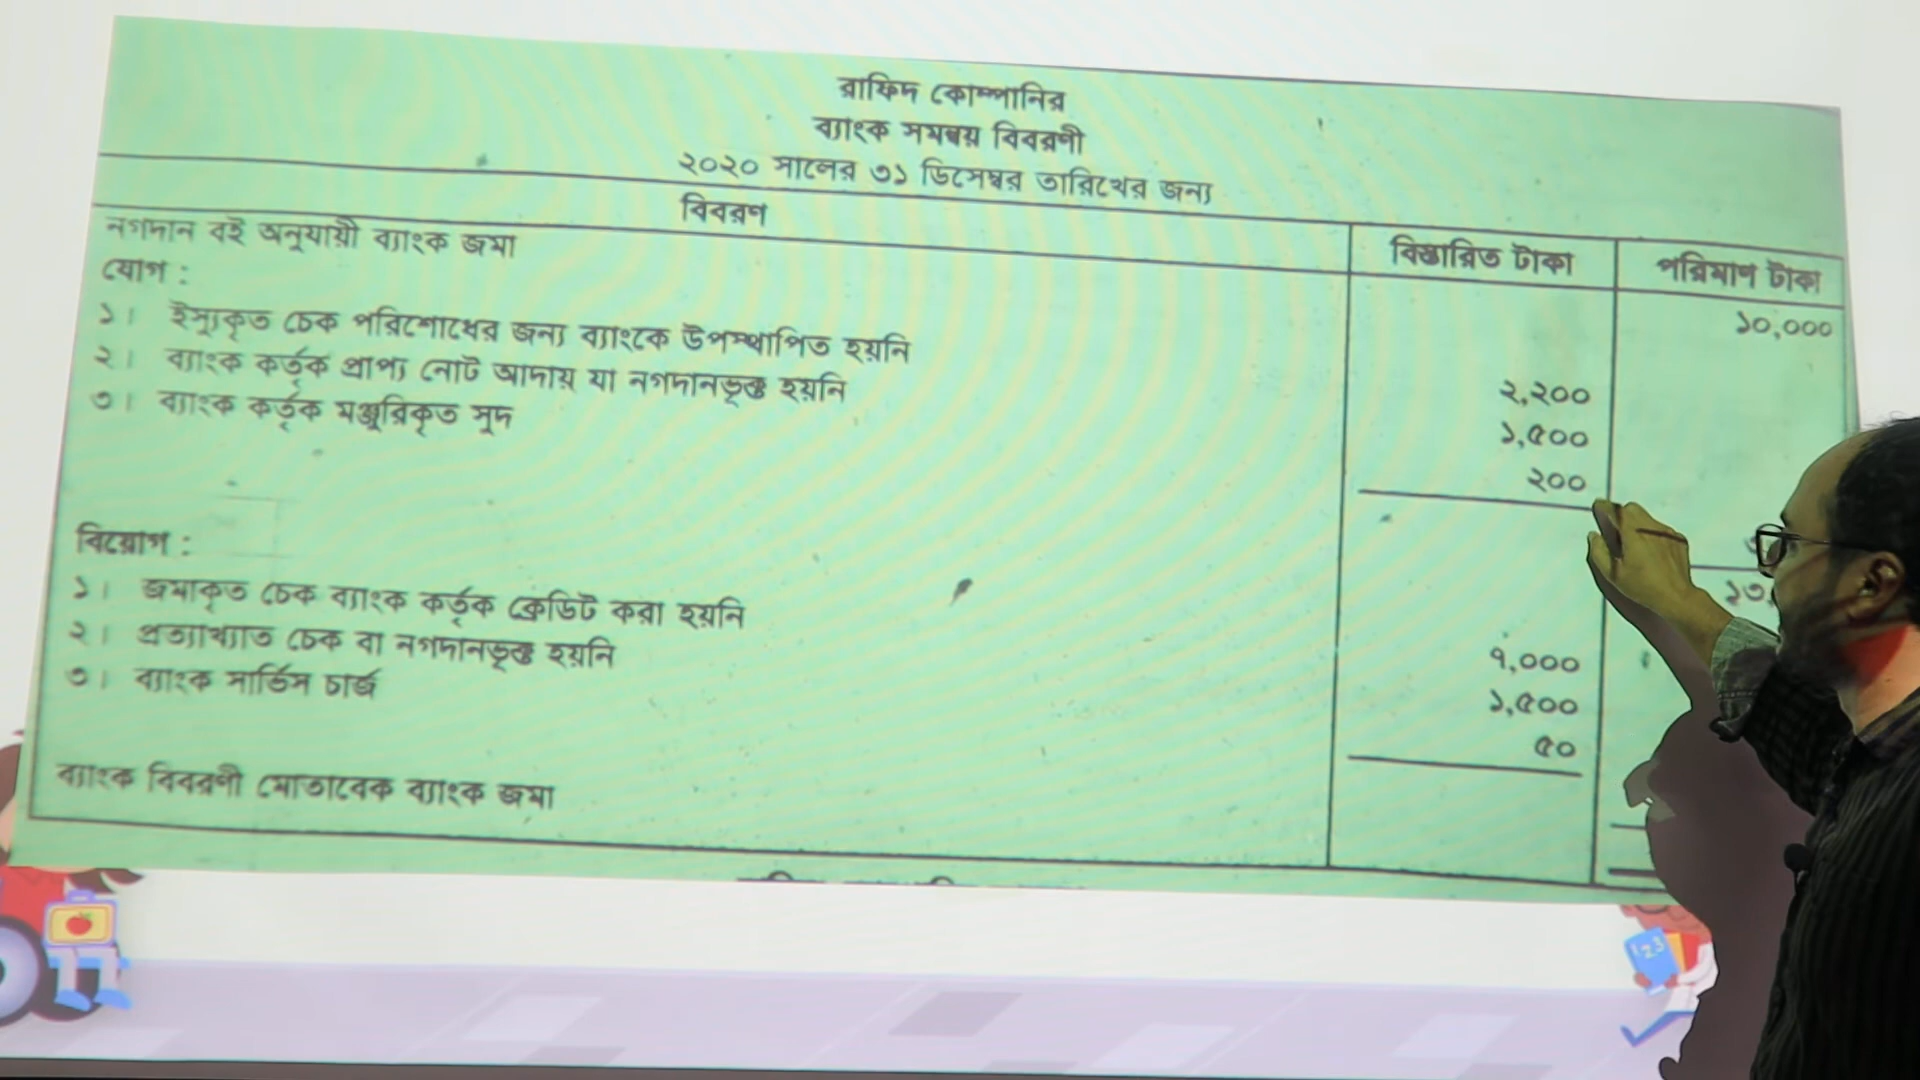 রাফিদ কোম্পানির
ব্যাংক সমন্বয় বিবরণী
২০২০ সালের ৩১ ডিসেম্বর তারিখের জন্য
বিবরণ বিস্তারিত টাকা পরিমাণ টাকা
নগদান বই অনুযায়ী ব্যাংক জমা ১০,০০০
যোগ :
১। ইস্যুকৃত চেক পরিশোধের জন্য ব্যাংকে উপস্থাপিত হয়নি ২,২০০
২। ব্যাংক কর্তৃক প্রাপ্য নোট আদায় যা নগদানভূক্ত হয়নি ১,৫০০
৩। ব্যাংক কর্তৃক মঞ্জুরিকৃত সুদ ২০০
বিয়োগ :
১। জমাকৃত চেক ব্যাংক কর্তৃক ক্রেডিট করা হয়নি ৭,০০০
২। প্রত্যাখ্যাত চেক বা নগদানভূক্ত হয়নি ১,৫০০
৩। ব্যাংক সার্ভিস চার্জ ৫০
ব্যাংক বিবরণী মোতাবেক ব্যাংক জমা
123